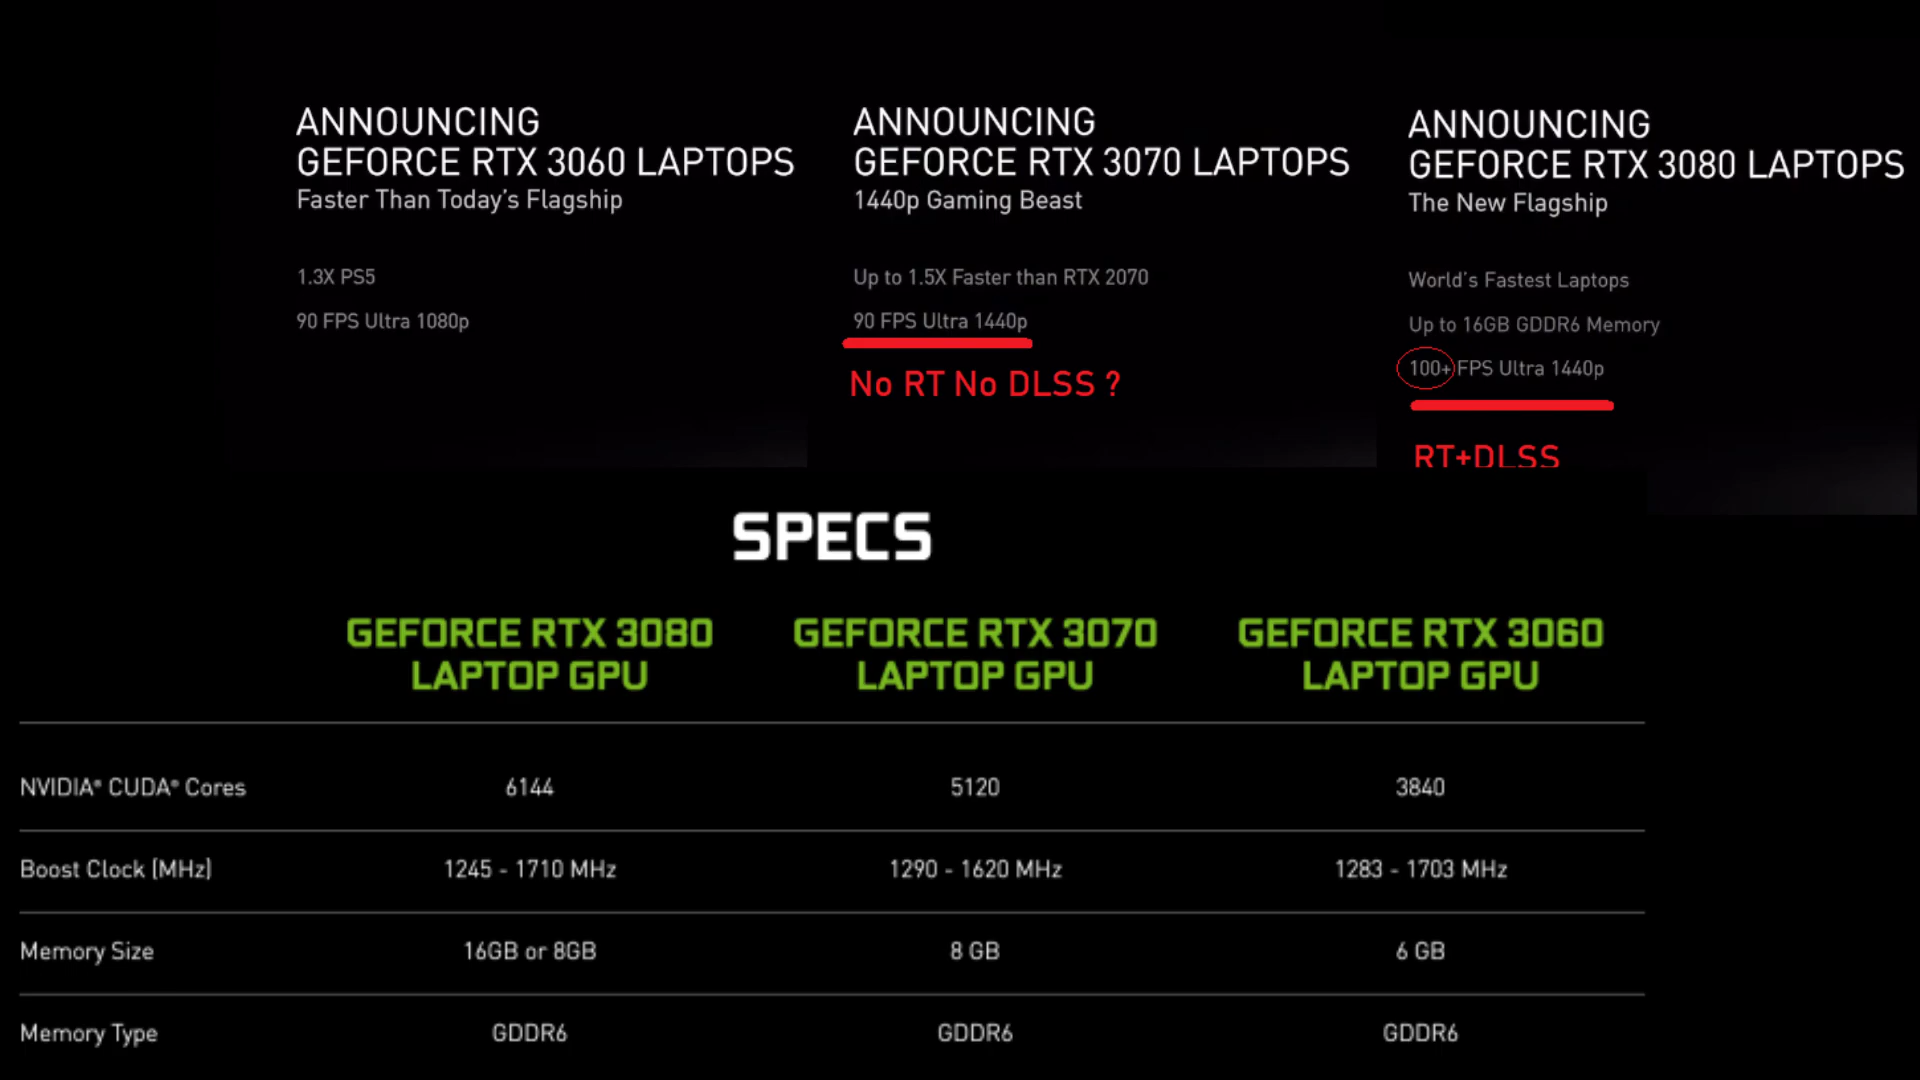 ANNOUNCING
GEFORCE RTX 3060 LAPTOPS
Faster Than Today's Flagship
1.3X PS5
90 FPS Ultra 1080p
ANNOUNCING
GEFORCE RTX 3070 LAPTOPS
1440p Gaming Beast
Up to 1.5X Faster than RTX 2070
90 FPS Ultra 1440p
No RT No DLSS ?
ANNOUNCING
GEFORCE RTX 3080 LAPTOPS
The New Flagship
World's Fastest Laptops
Up to 16GB GDDR6 Memory
100+ FPS Ultra 1440p
RT+DLSS
SPECS
GEFORCE RTX 3080
LAPTOP GPU
GEFORCE RTX 3070
LAPTOP GPU
GEFORCE RTX 3060
LAPTOP GPU
NVIDIA® CUDA® Cores 6144 5120 3840
Boost Clock (MHz) 1245 - 1710 MHz 1290 - 1620 MHz 1283 - 1703 MHz
Memory Size 16GB or 8GB 8 GB 6 GB
Memory Type GDDR6 GDDR6 GDDR6